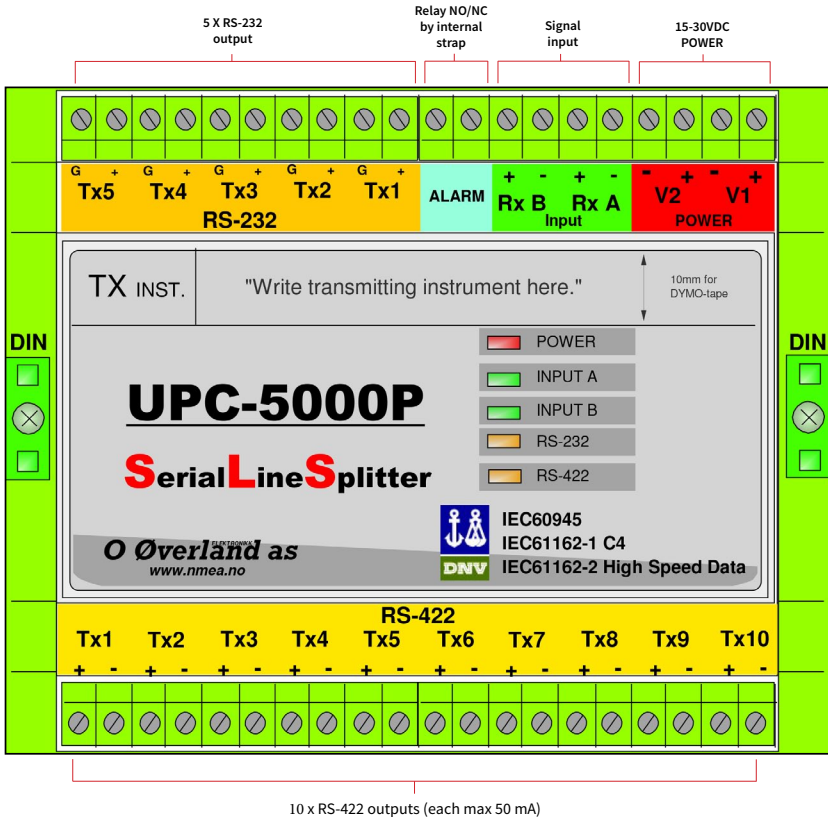 5 X RS-232
output
Relay NO/NC
by internal
strap
Signal
input
15-30VDC
POWER
G + G + G + G + G +
Tx5 Tx4 Tx3 Tx2 Tx1
RS-232
ALARM
+ - + -
Rx B Rx A
Input
- + - +
V2 V1
POWER
TX INST.
"Write transmitting instrument here."
10mm for
DYMO-tape
DIN
DIN
POWER
INPUT A
INPUT B
RS-232
RS-422
UPC-5000P
SerialLineSplitter
ELEKTRONIKK
O Øverland as
www.nmea.no
DNV
IEC60945
IEC61162-1 C4
IEC61162-2 High Speed Data
RS-422
Tx1 Tx2 Tx3 Tx4 Tx5 Tx6 Tx7 Tx8 Tx9 Tx10
+ - + - + - + - + - + - + - + - + - + -
10 x RS-422 outputs (each max 50 mA)